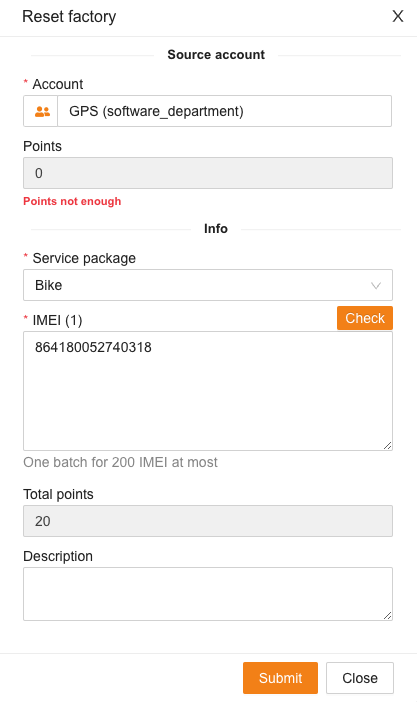 Reset factory
X
Source account
* Account
GPS (software_department)
Points
0
Points not enough
Info
* Service package
Bike
* IMEI (1)
Check
864180052740318
One batch for 200 IMEI at most
Total points
20
Description
Submit
Close